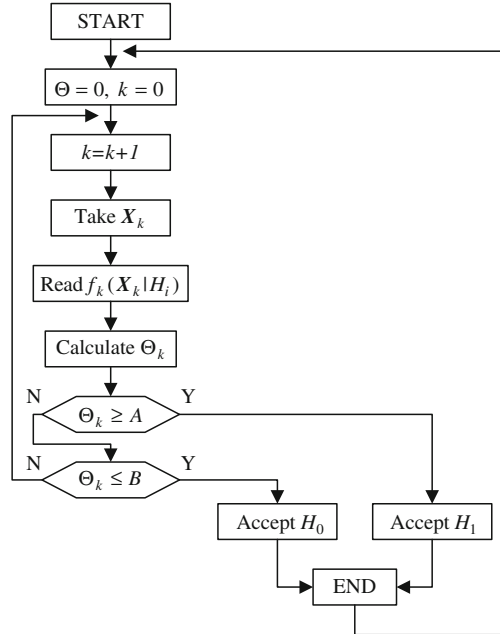 START
Θ = 0, k = 0
k=k+1
Take X_k
Read f_k(X_k|H_i)
Calculate Θ_k
N Y
Θ_k ≥ A
N Y
Θ_k ≤ B
Accept H_0 Accept H_1
END